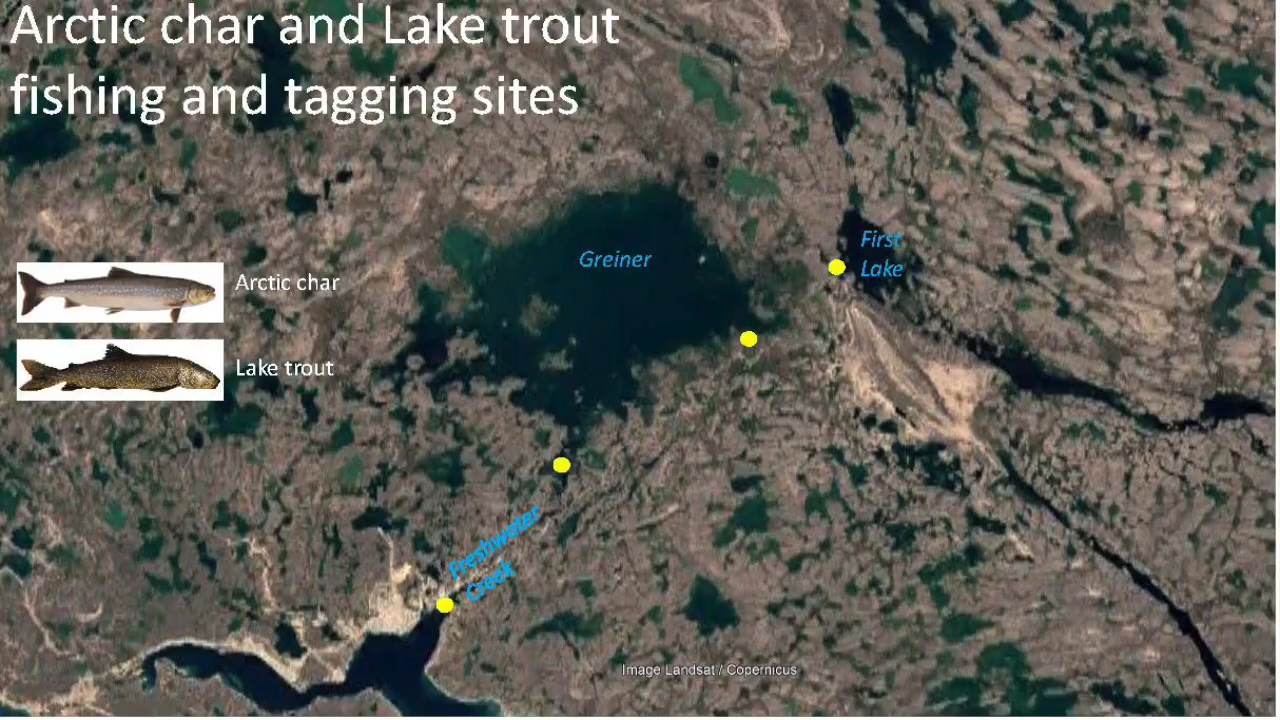 Arctic char and Lake trout
fishing and tagging sites
First
Lake
Greiner
Arctic char
Lake trout
Freshwater
Creek
Image Landsat / Copernicus